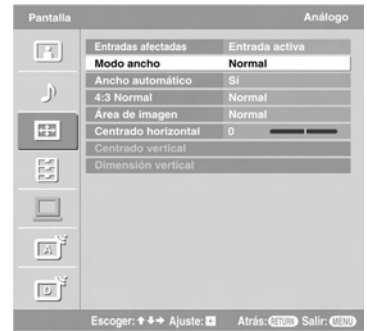 Pantalla Análogo
Entradas afectadas Entrada activa
Modo ancho Normal
Ancho automático Sí
4:3 Normal Normal
Área de imagen Normal
Centrado horizontal 0
Centrado vertical
Dimensión vertical
A
D
Escoger: Ajuste: Atrás: RETURN Salir: MENU